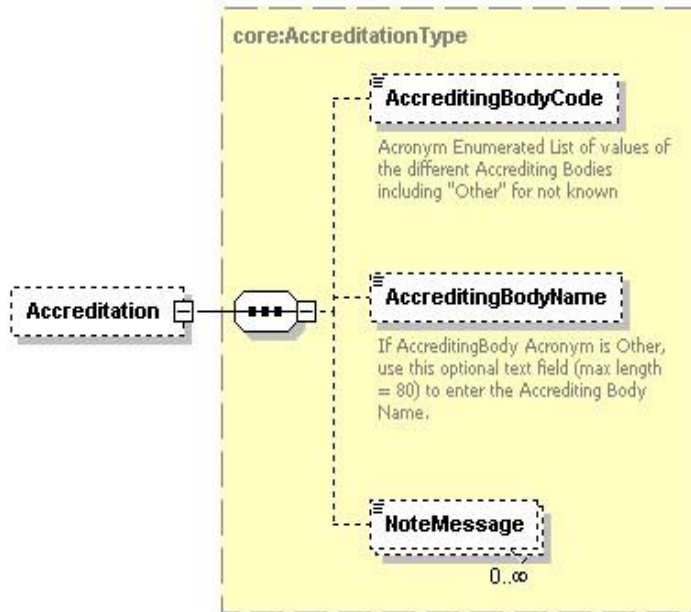 core:AccreditationType
AccreditingBodyCode
Acronym Enumerated List of values of
the different Accrediting Bodies
including "Other" for not known
Accreditation
AccreditingBodyName
If AccreditingBody Acronym is Other,
use this optional text field (max length
= 80) to enter the Accrediting Body
Name.
NoteMessage
0..∞